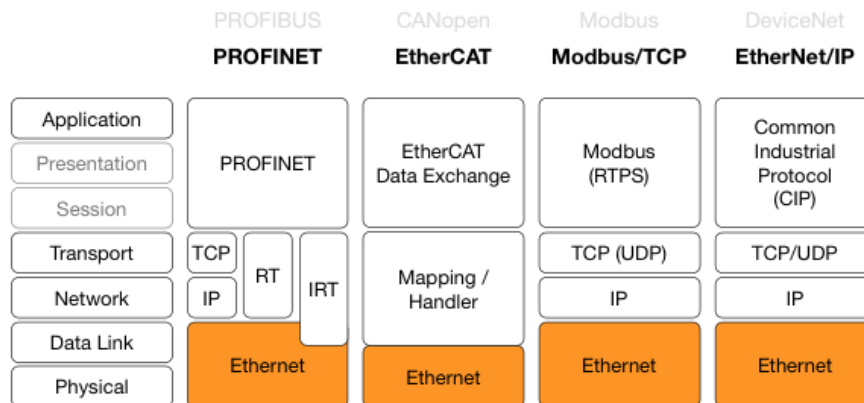 PROFIBUS
CANopen
Modbus
DeviceNet
PROFINET
EtherCAT
Modbus/TCP
EtherNet/IP
Application
Presentation
Session
Transport
Network
Data Link
Physical
PROFINET
TCP
IP
RT
IRT
Ethernet
EtherCAT
Data Exchange
Mapping /
Handler
Ethernet
Modbus
(RTPS)
TCP (UDP)
IP
Ethernet
Common
Industrial
Protocol
(CIP)
TCP/UDP
IP
Ethernet